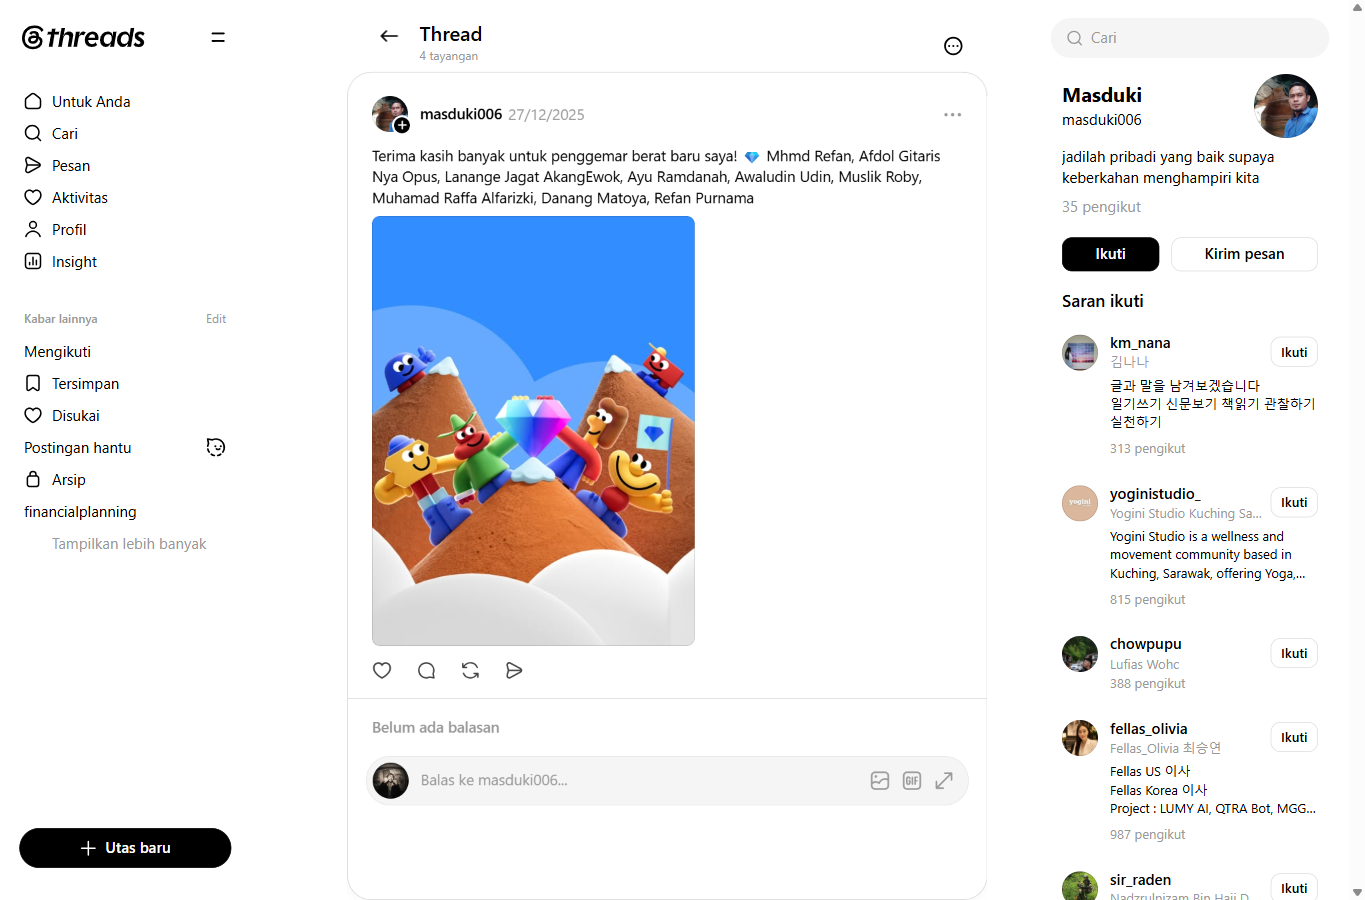 threads
Untuk Anda
Cari
Pesan
Aktivitas
Profil
Insight
Kabar lainnya
Edit
Mengikuti
Tersimpan
Disukai
Postingan hantu
Arsip
financialplanning
Tampilkan lebih banyak
Utas baru
Thread
4 tayangan
masduki006 27/12/2025
Terima kasih banyak untuk penggemar berat baru saya! 💎 Mhmd Refan, Afdol Gitaris
Nya Opus, Lanange Jagat AkangEwok, Ayu Ramdanah, Awaludin Udin, Muslik Roby,
Muhamad Raffa Alfarizki, Danang Matoya, Refan Purnama
Belum ada balasan
Balas ke masduki006...
GIF
Cari
Masduki
masduki006
jadilah pribadi yang baik supaya
keberkahan menghampiri kita
35 pengikut
Ikuti
Kirim pesan
Saran ikuti
km_nana
김나나
Ikuti
글과 말을 남겨보겠습니다
일기쓰기 신문보기 책읽기 관찰하기
실천하기
313 pengikut
yogini
yoginistudio_
Yogini Studio Kuching Sa...
Ikuti
Yogini Studio is a wellness and
movement community based in
Kuching, Sarawak, offering Yoga,...
815 pengikut
chowpupu
Lufias Wohc
Ikuti
388 pengikut
fellas_olivia
Fellas_Olivia 최승연
Ikuti
Fellas US 이사
Fellas Korea 이사
Project : LUMY AI, QTRA Bot, MGG...
987 pengikut
sir_raden
Nadzrulnizam Bin Haji D...
Ikuti